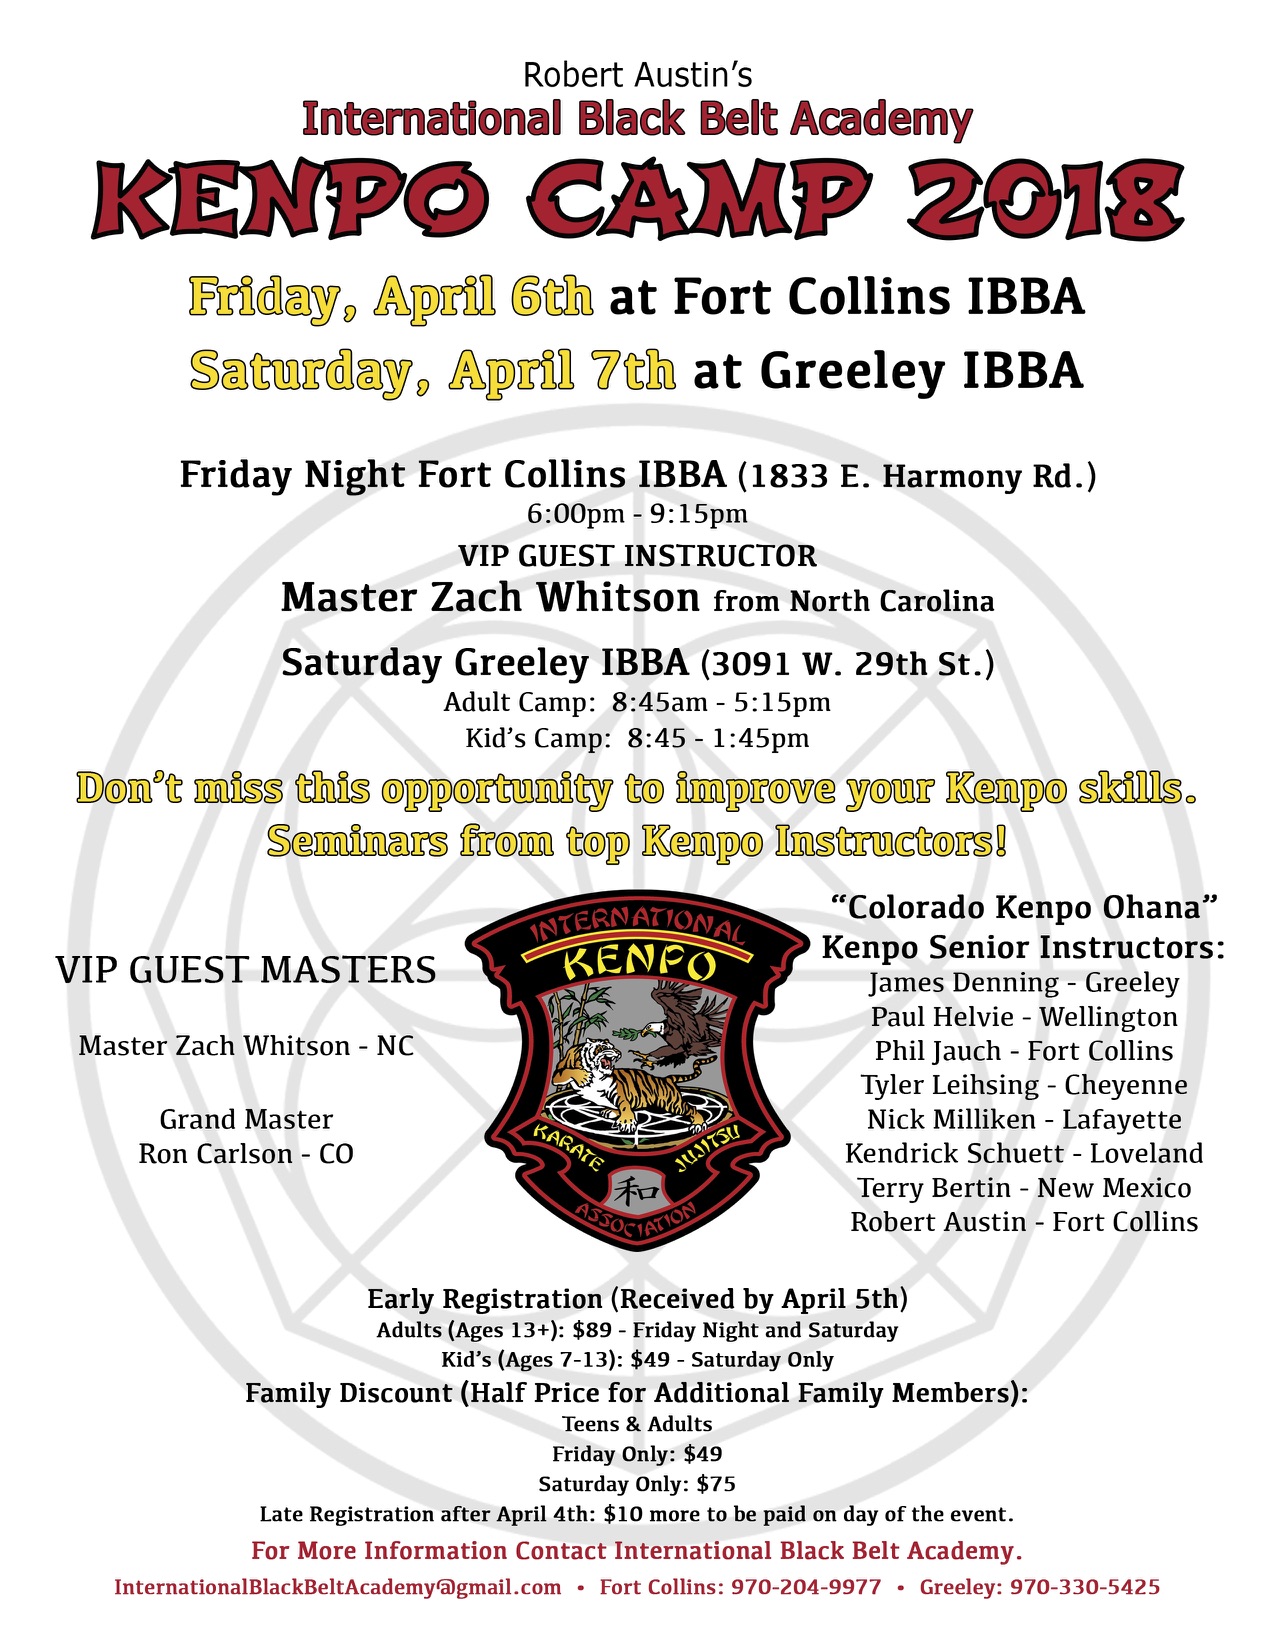 Robert Austin’s
International Black Belt Academy
KENPO CAMP 2018
Friday, April 6th at Fort Collins IBBA
Saturday, April 7th at Greeley IBBA
Friday Night Fort Collins IBBA (1833 E. Harmony Rd.)
6:00pm - 9:15pm
VIP GUEST INSTRUCTOR
Master Zach Whitson from North Carolina
Saturday Greeley IBBA (3091 W. 29th St.)
Adult Camp: 8:45am - 5:15pm
Kid’s Camp: 8:45 - 1:45pm
Don’t miss this opportunity to improve your Kenpo skills.
Seminars from top Kenpo Instructors!
VIP GUEST MASTERS
Master Zach Whitson - NC
Grand Master
Ron Carlson - CO
INTERNATIONAL
KENPO
KARATE
JUJITSU
和
ASSOCIATION
“Colorado Kenpo Ohana”
Kenpo Senior Instructors:
James Denning - Greeley
Paul Helvie - Wellington
Phil Jauch - Fort Collins
Tyler Leihsing - Cheyenne
Nick Milliken - Lafayette
Kendrick Schuett - Loveland
Terry Bertin - New Mexico
Robert Austin - Fort Collins
Early Registration (Received by April 5th)
Adults (Ages 13+): $89 - Friday Night and Saturday
Kid’s (Ages 7-13): $49 - Saturday Only
Family Discount (Half Price for Additional Family Members):
Teens & Adults
Friday Only: $49
Saturday Only: $75
Late Registration after April 4th: $10 more to be paid on day of the event.
For More Information Contact International Black Belt Academy.
InternationalBlackBeltAcademy@gmail.com • Fort Collins: 970-204-9977 • Greeley: 970-330-5425